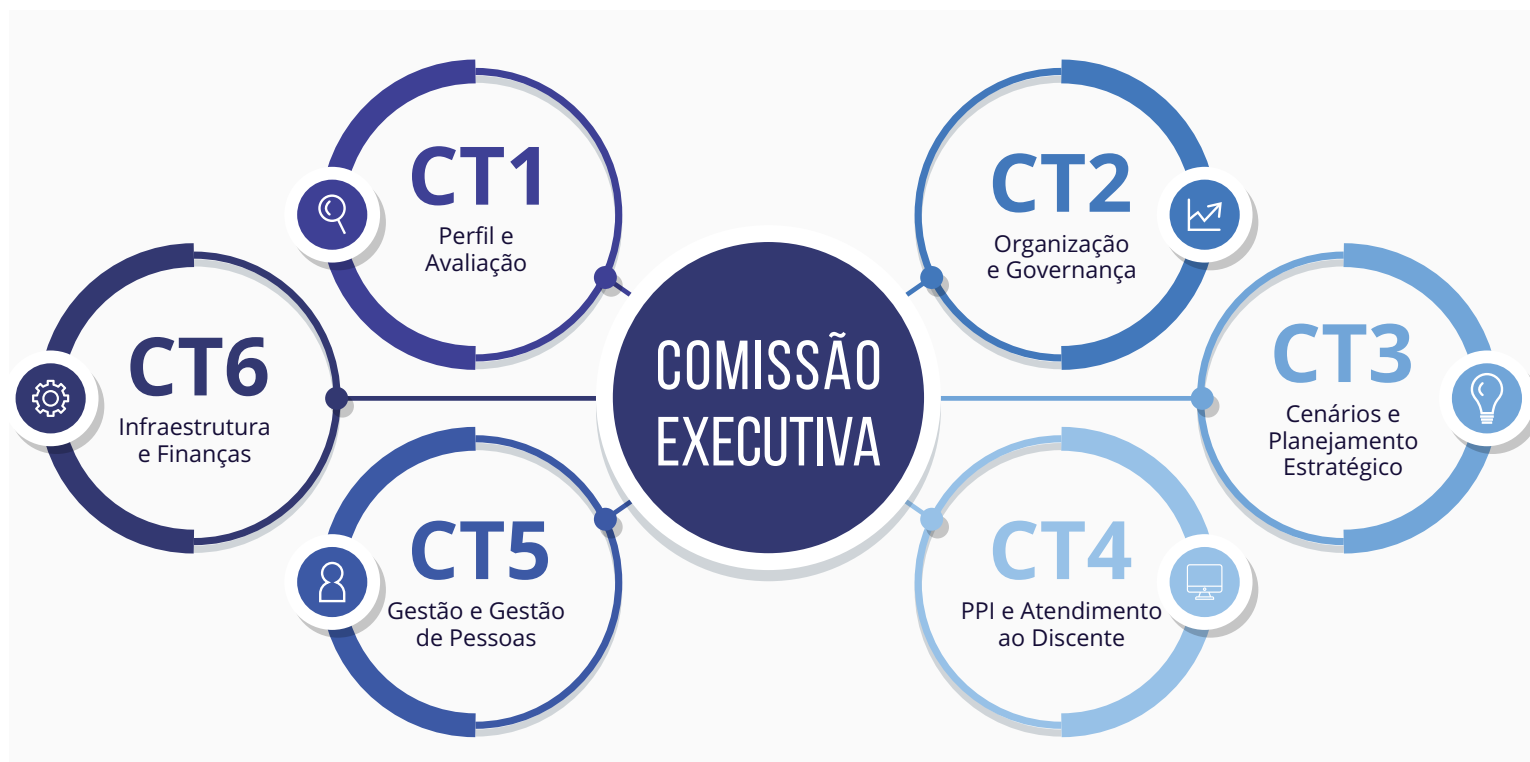 CT1
Perfil e
Avaliação
CT2
Organização
e Governança
CT6
Infraestrutura
e Finanças
COMISSÃO
EXECUTIVA
CT3
Cenários e
Planejamento
Estratégico
CT5
Gestão e Gestão
de Pessoas
CT4
PPI e Atendimento
ao Discente